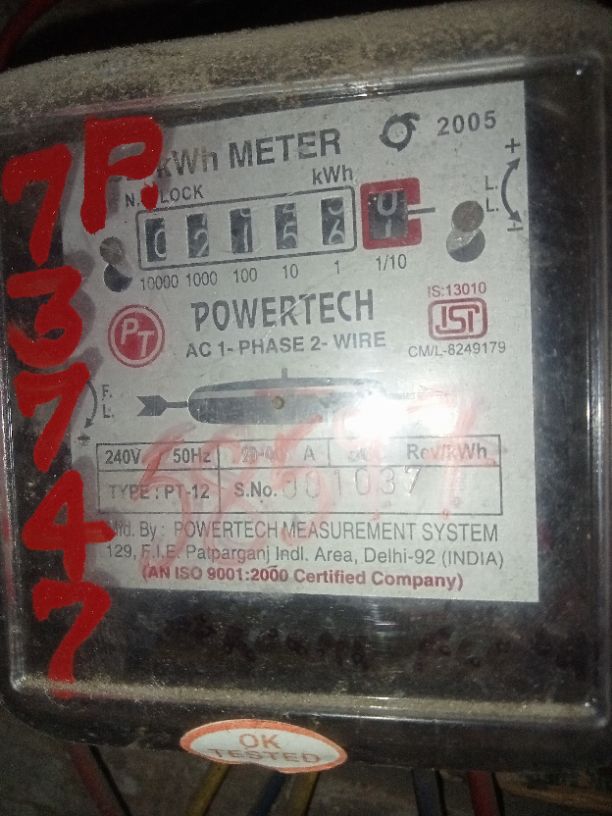 7P.
3
7
4
7
kWh METER
2005
LOCK
kWh
0 2 1 5 6
10000 1000 100 10 1 1/10
L.
L.
+
PT
POWERTECH
AC 1- PHASE 2- WIRE
IS:13010
ISI
CM/L-8249179
F.
L.
240V. 50Hz A Rev/kWh
TYPE : PT-12 S.No. 001037
Mfd. By : POWERTECH MEASUREMENT SYSTEM
129, F.I.E. Patparganj Indl. Area, Delhi-92 (INDIA)
(AN ISO 9001:2000 Certified Company)
OK
TESTED